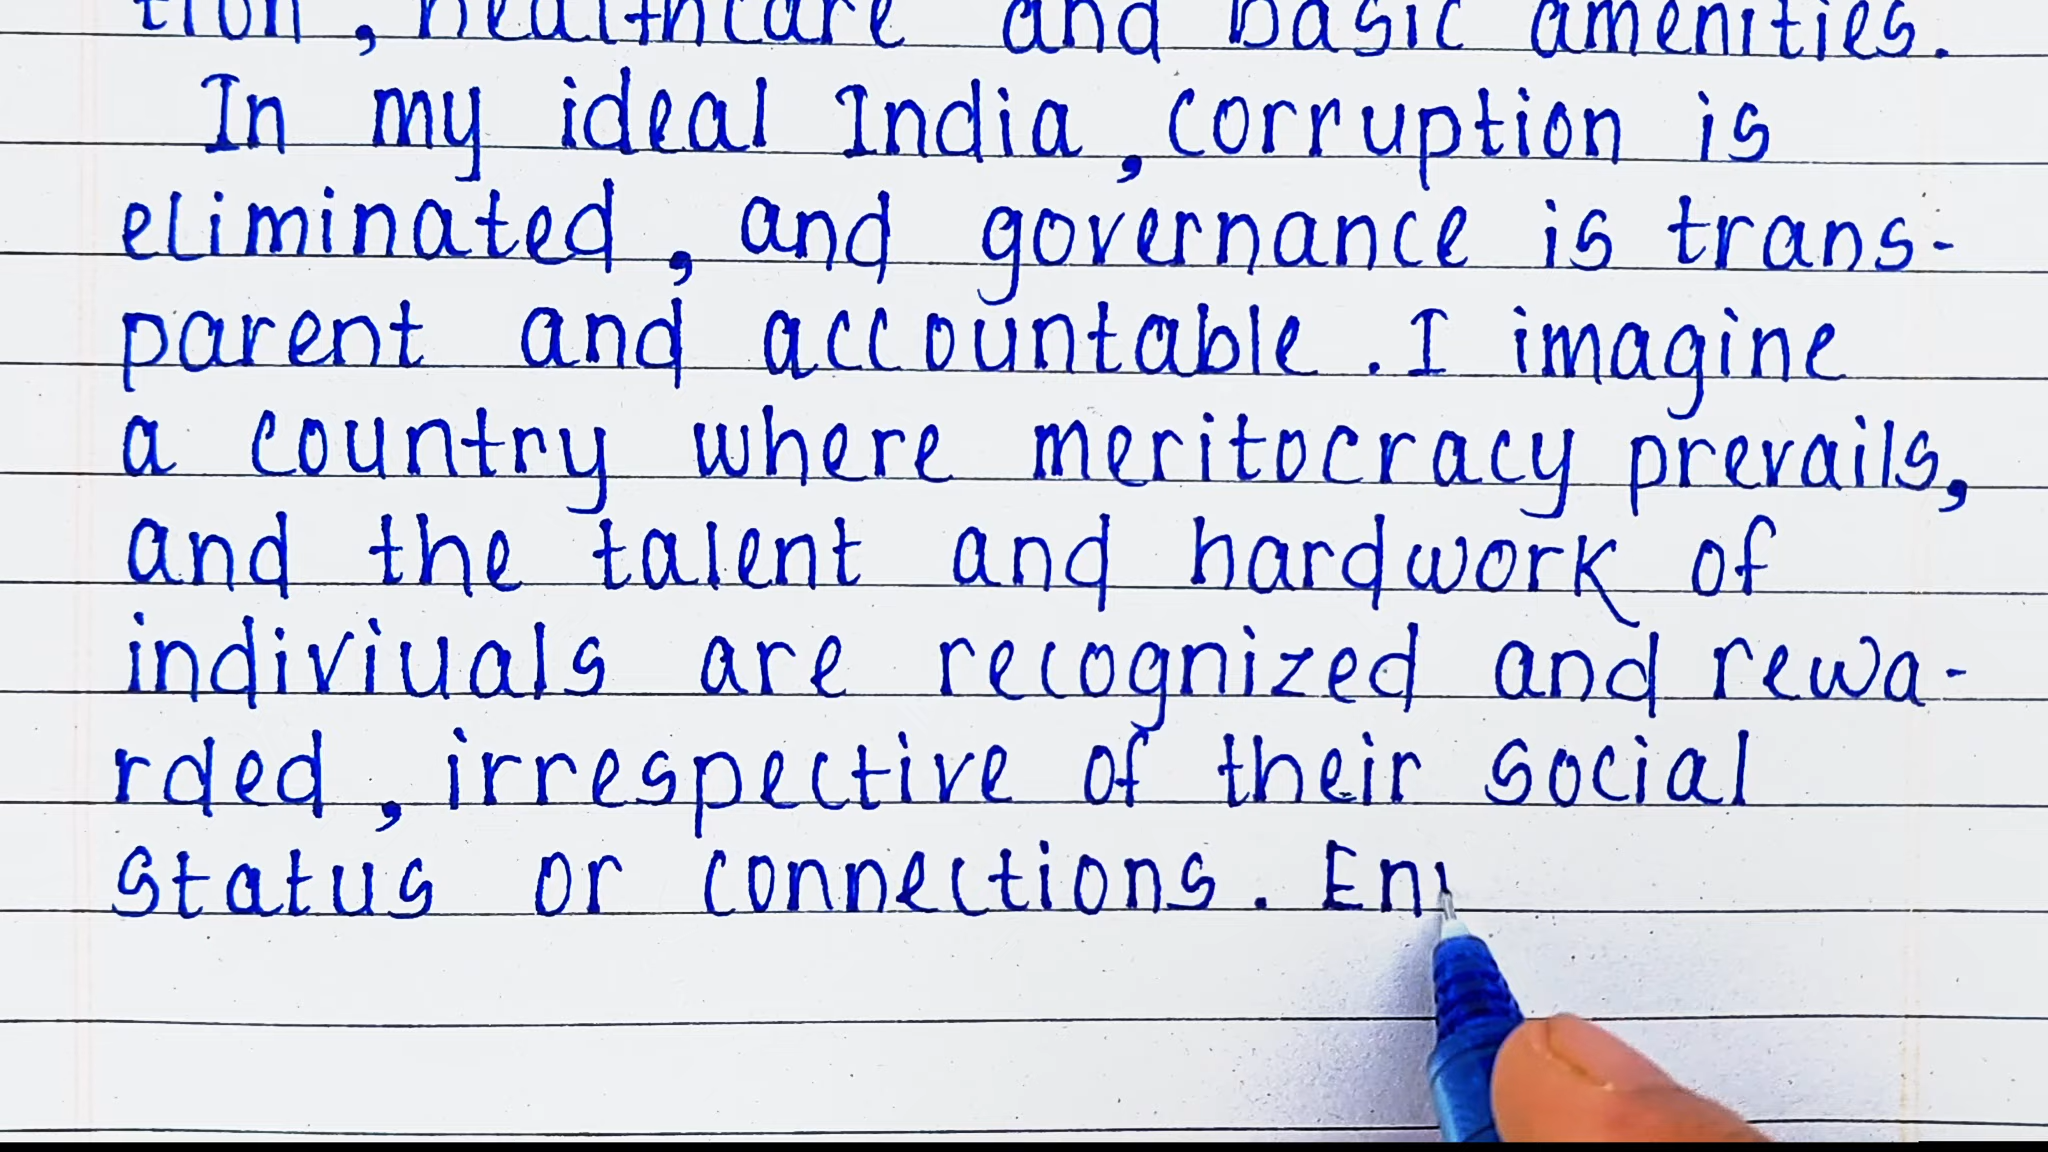 tion, healthcare and basic amenities.
In my ideal India, corruption is
eliminated, and governance is trans-
parent and accountable. I imagine
a country where meritocracy prevails,
and the talent and hardwork of
indiviuals are recognized and rewa-
rded, irrespective of their social
status or connections. En